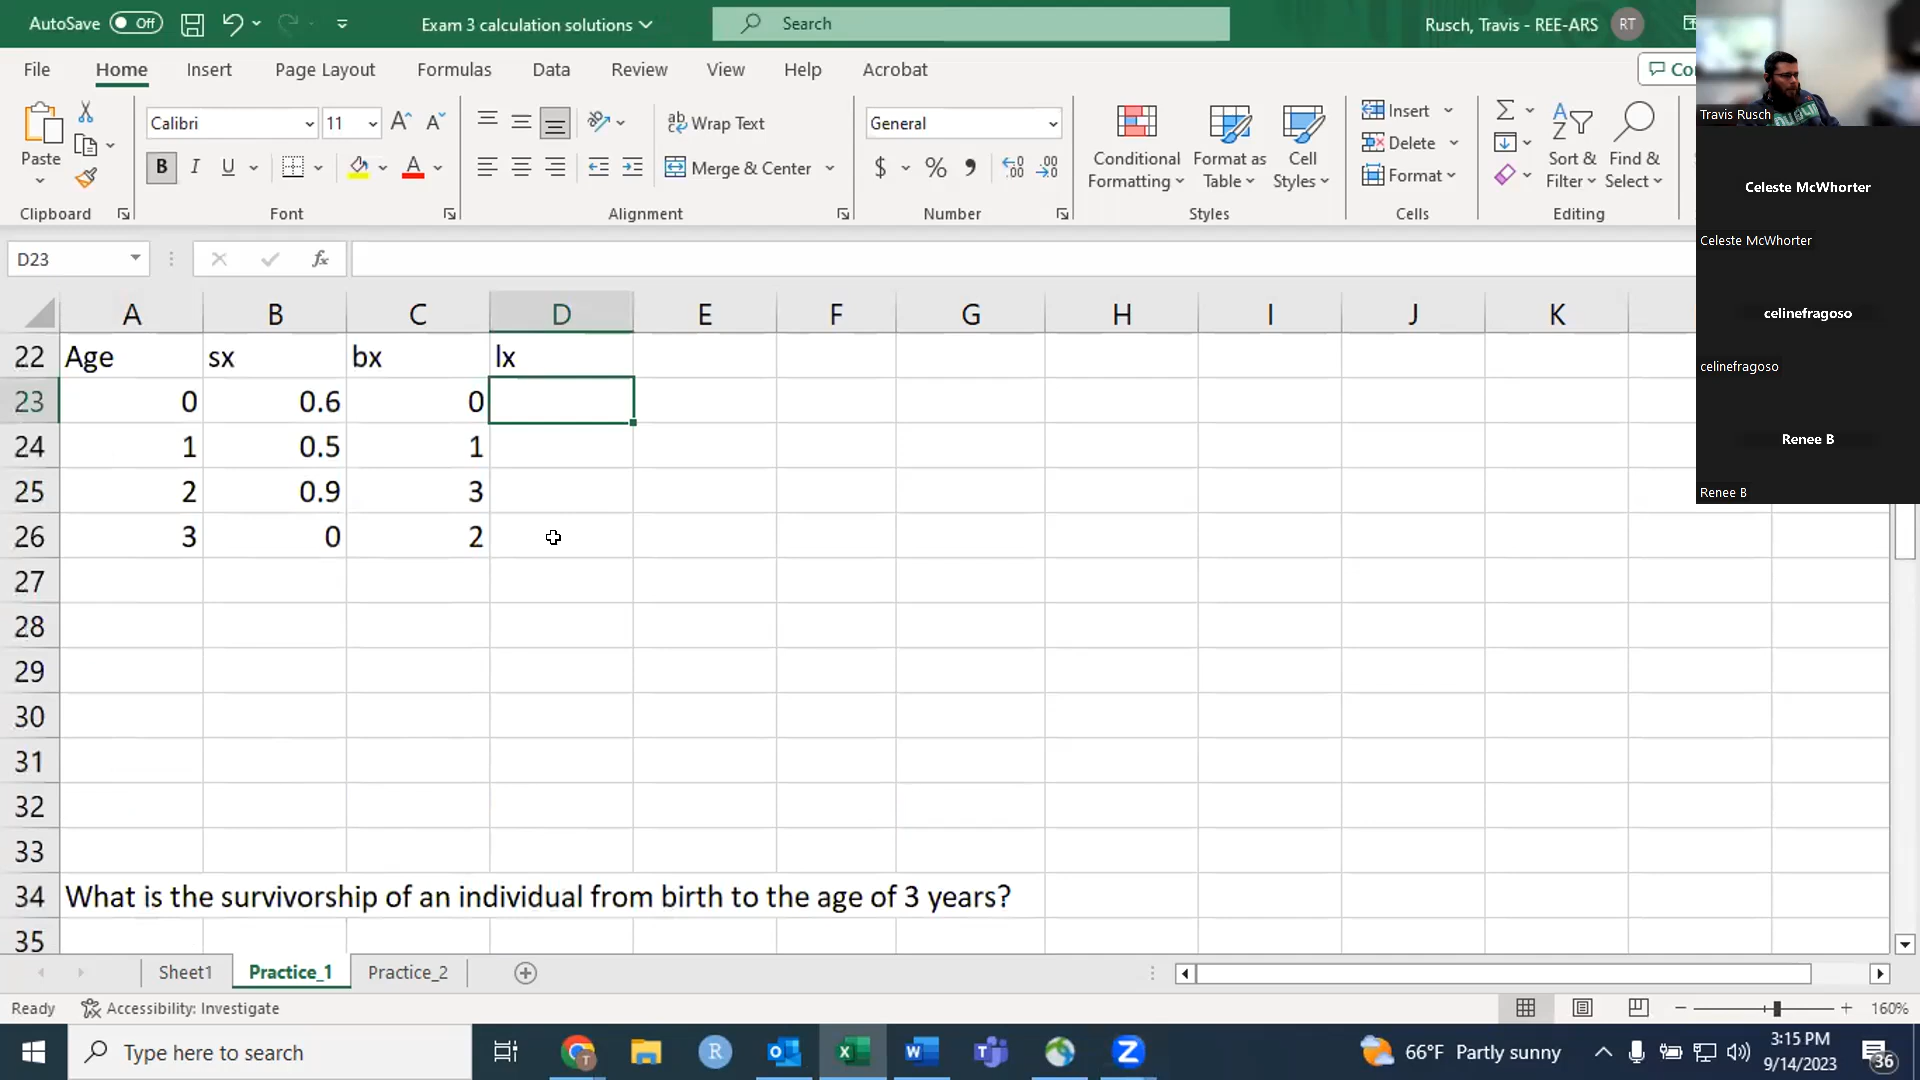 AutoSave Off
Exam 3 calculation solutions
Search
Rusch, Travis - REE-ARS RT
File Home Insert Page Layout Formulas Data Review View Help Acrobat
Paste
Clipboard
Calibri 11
B I U A
Font
Wrap Text
Merge & Center
Alignment
General
$ % 9
Number
Conditional Formatting
Format as Table
Cell Styles
Styles
Insert
Delete
Format
Cells
Sort & Filter
Find & Select
Editing
Travis Rusch
Celeste McWhorter
Celeste McWhorter
celinefragoso
celinefragoso
Renee B
Renee B
D23 fx
A B C D E F G H I J K
22 Age sx bx lx
23 0 0.6 0
24 1 0.5 1
25 2 0.9 3
26 3 0 2
27
28
29
30
31
32
33
34 What is the survivorship of an individual from birth to the age of 3 years?
35
Sheet1 Practice_1 Practice_2
Ready Accessibility: Investigate 160%
Type here to search
66°F Partly sunny
3:15 PM
9/14/2023
36